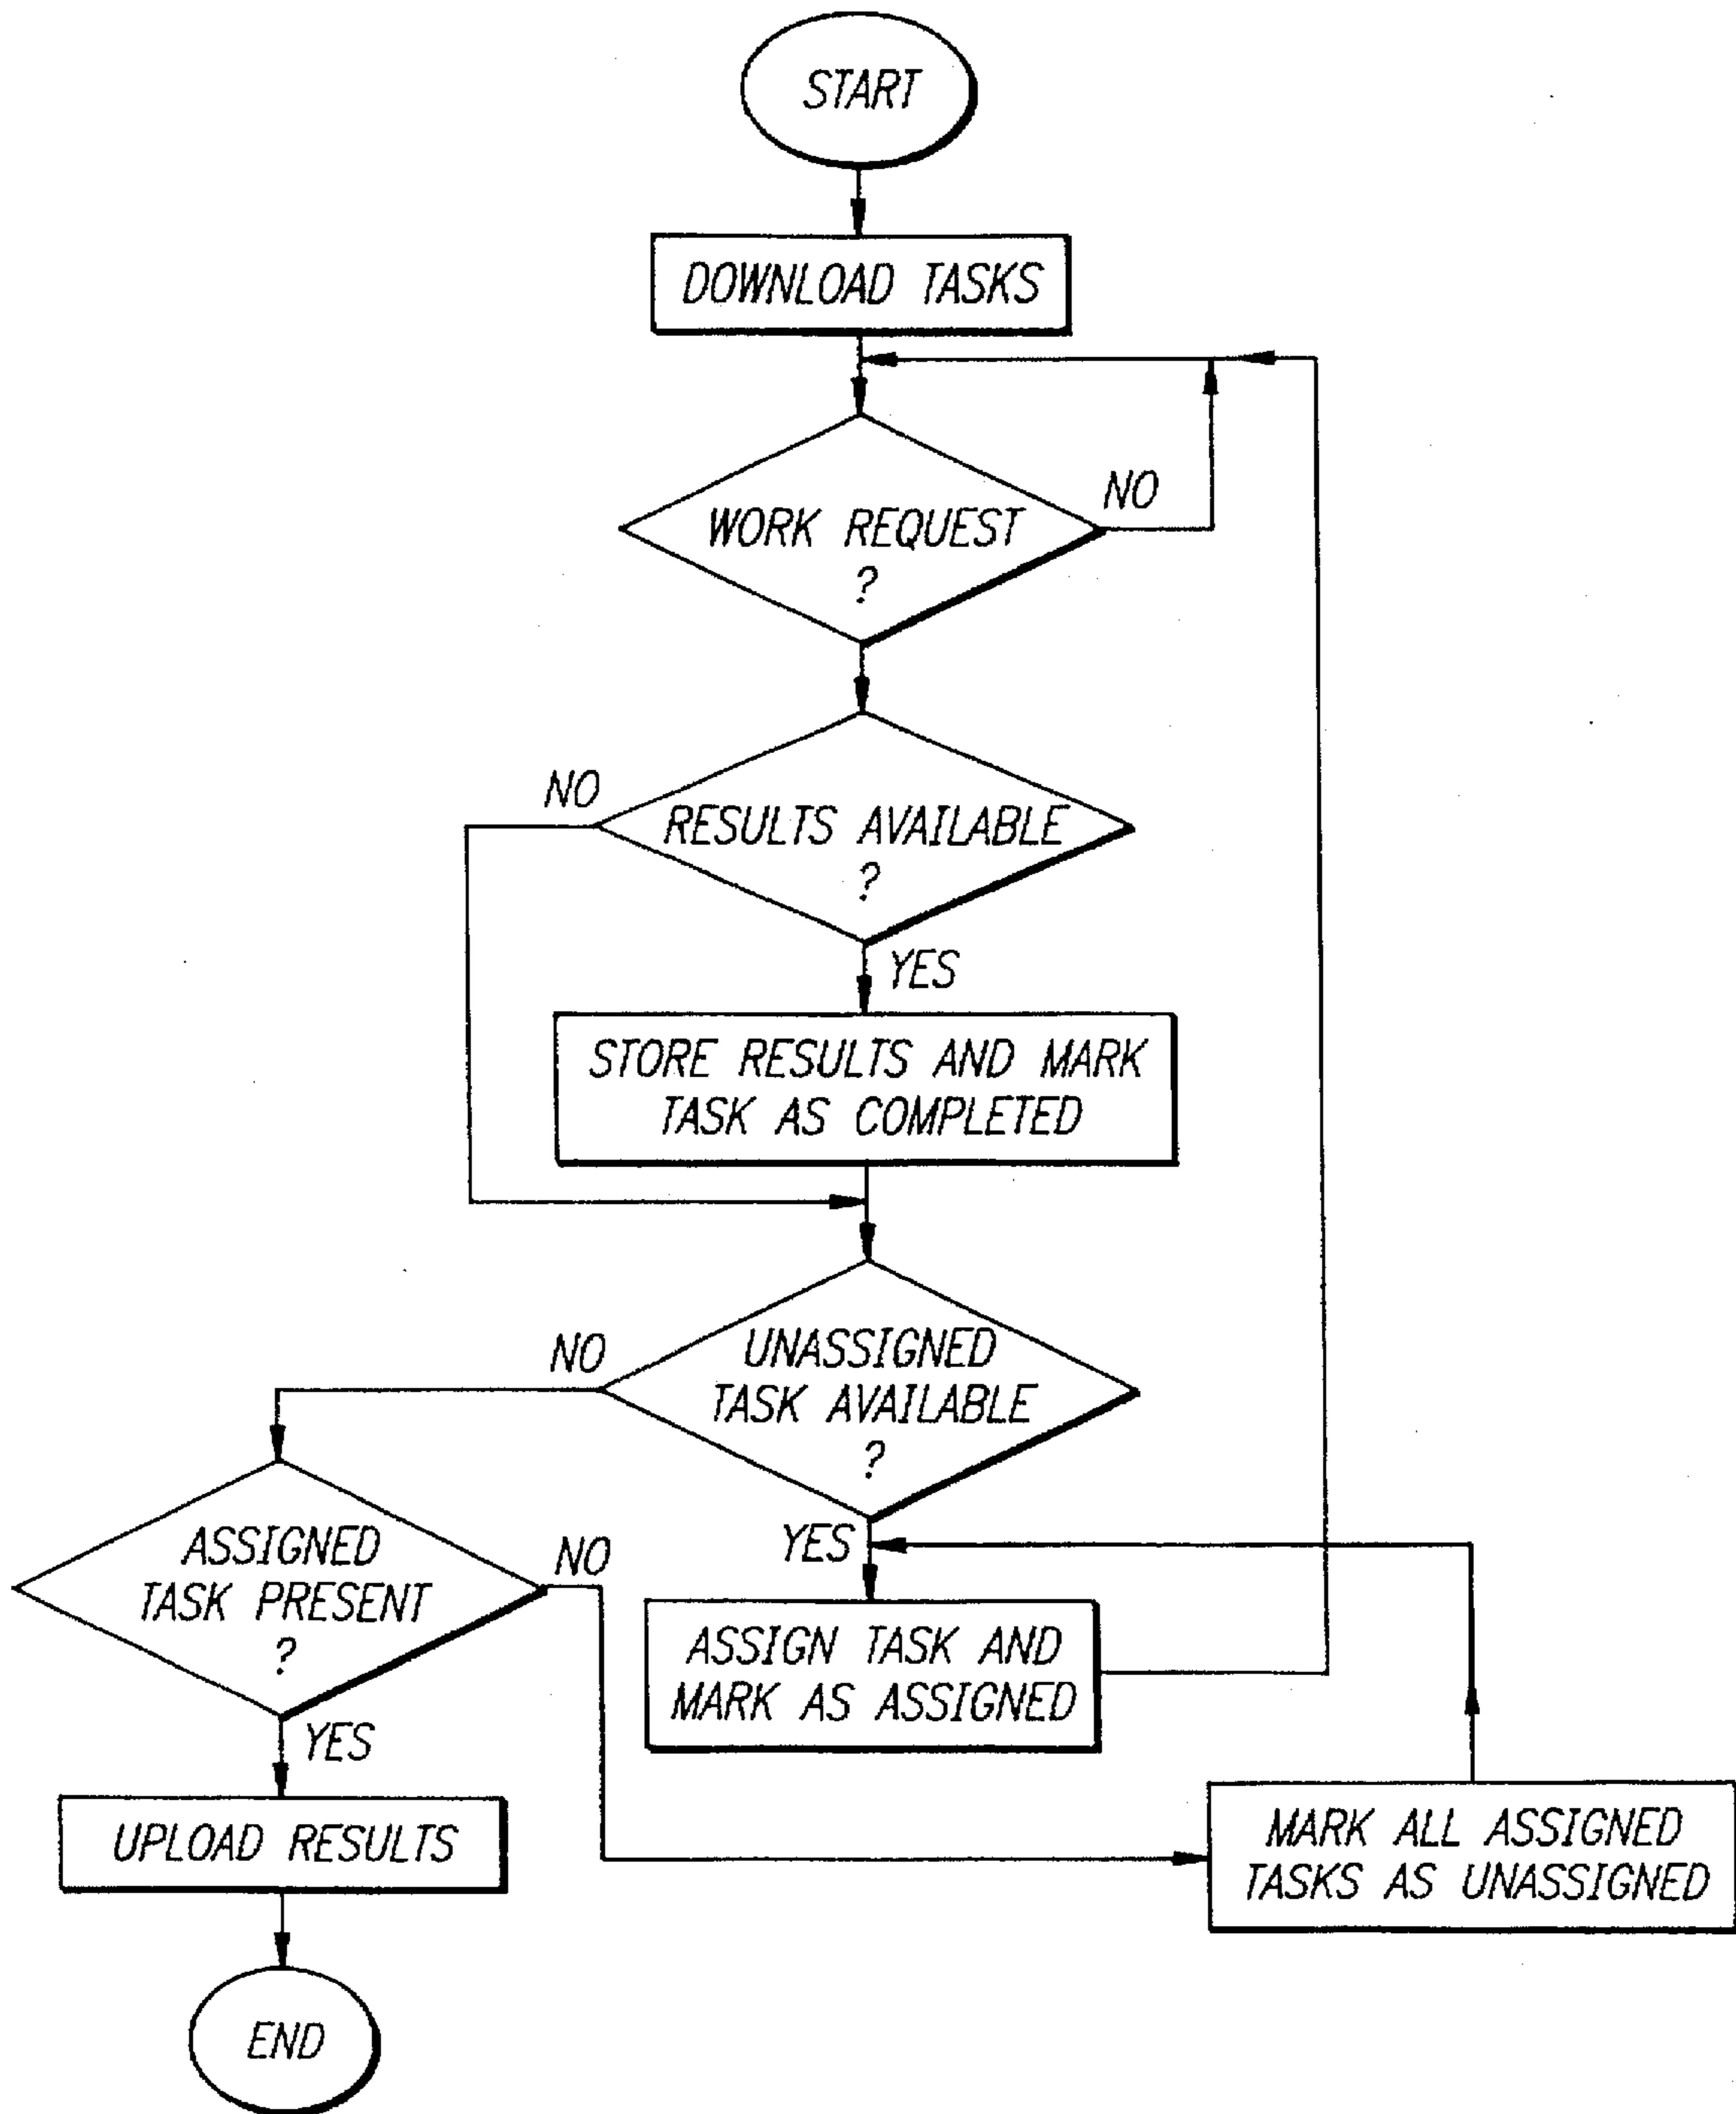 START
DOWNLOAD TASKS
WORK REQUEST
?
NO
RESULTS AVAILABLE
?
NO
YES
STORE RESULTS AND MARK
TASK AS COMPLETED
UNASSIGNED
TASK AVAILABLE
?
NO
YES
ASSIGNED
TASK PRESENT
?
NO
YES
ASSIGN TASK AND
MARK AS ASSIGNED
UPLOAD RESULTS
MARK ALL ASSIGNED
TASKS AS UNASSIGNED
END